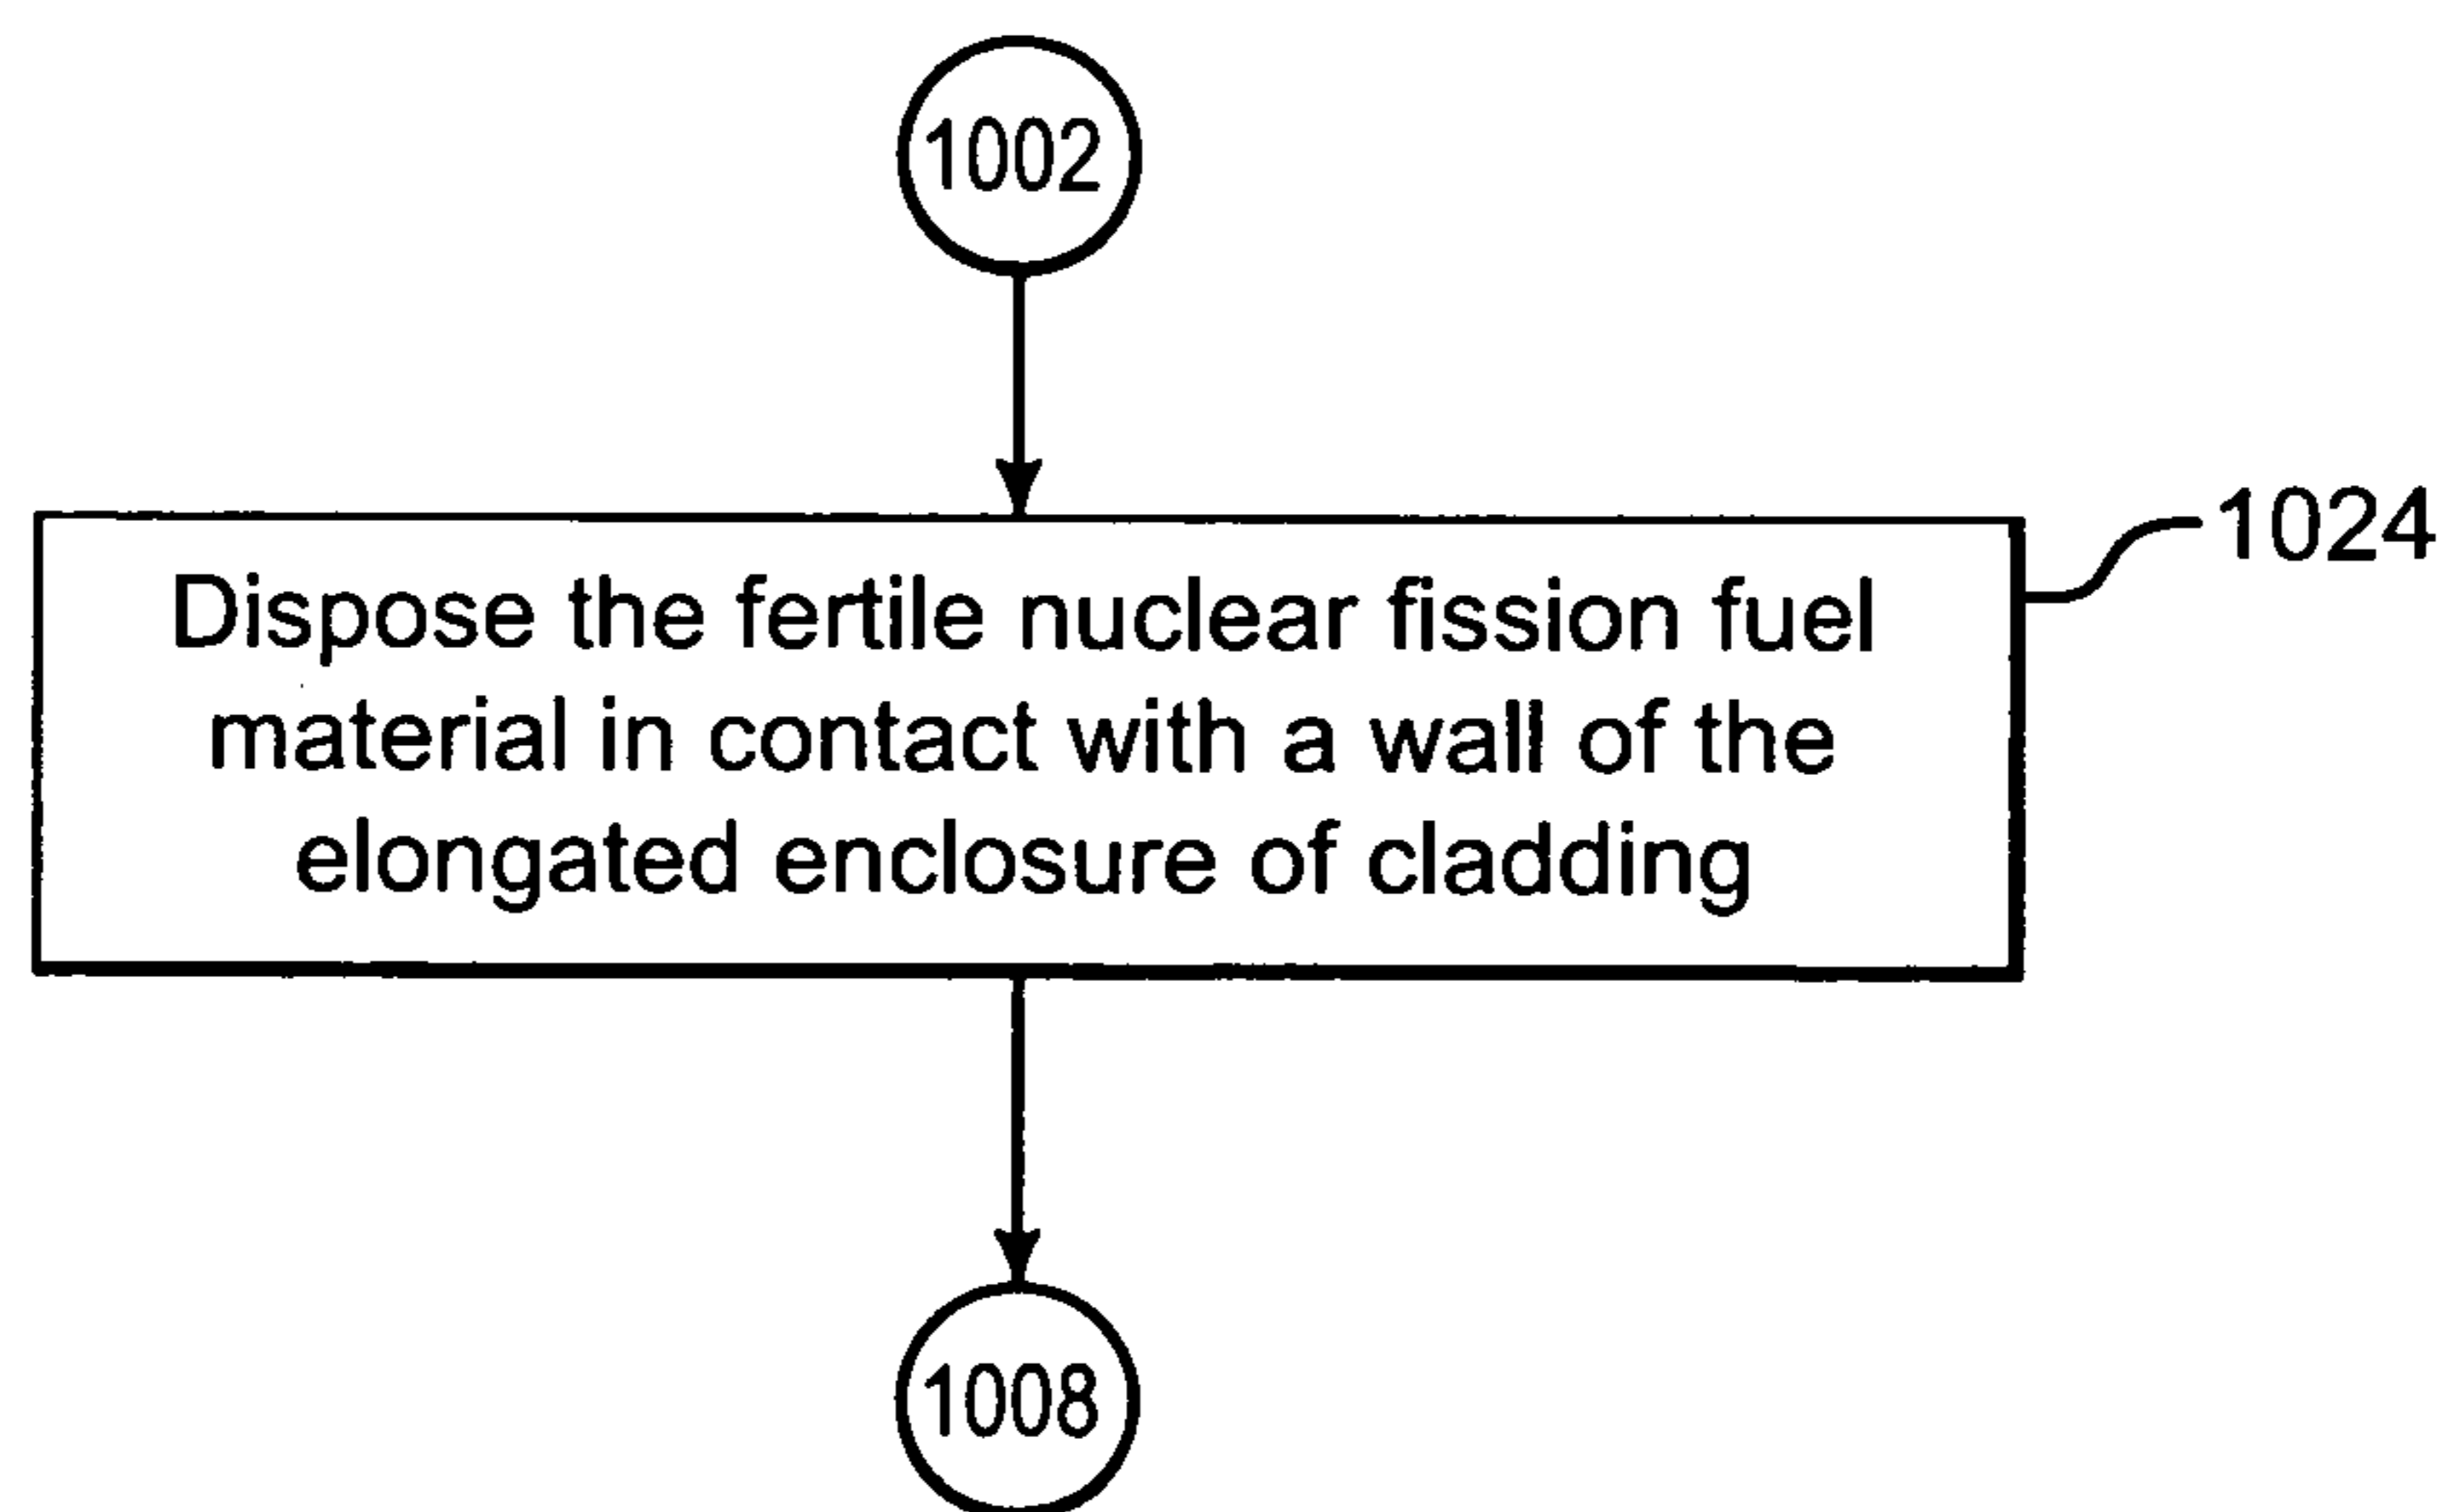 1002
1024
Dispose the fertile nuclear fission fuel
material in contact with a wall of the
elongated enclosure of cladding
1008